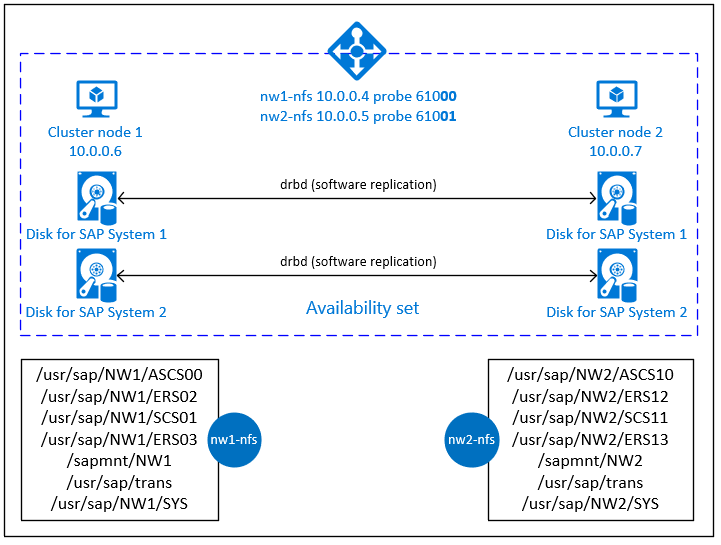 nw1-nfs 10.0.0.4 probe 61000
nw2-nfs 10.0.0.5 probe 61001
Cluster node 1
10.0.0.6
Cluster node 2
10.0.0.7
drbd (software replication)
Disk for SAP System 1
Disk for SAP System 1
drbd (software replication)
Disk for SAP System 2
Disk for SAP System 2
Availability set
/usr/sap/NW1/ASCS00
/usr/sap/NW1/ERS02
/usr/sap/NW1/SCS01
/usr/sap/NW1/ERS03
/sapmnt/NW1
/usr/sap/trans
/usr/sap/NW1/SYS
nw1-nfs
nw2-nfs
/usr/sap/NW2/ASCS10
/usr/sap/NW2/ERS12
/usr/sap/NW2/SCS11
/usr/sap/NW2/ERS13
/sapmnt/NW2
/usr/sap/trans
/usr/sap/NW2/SYS